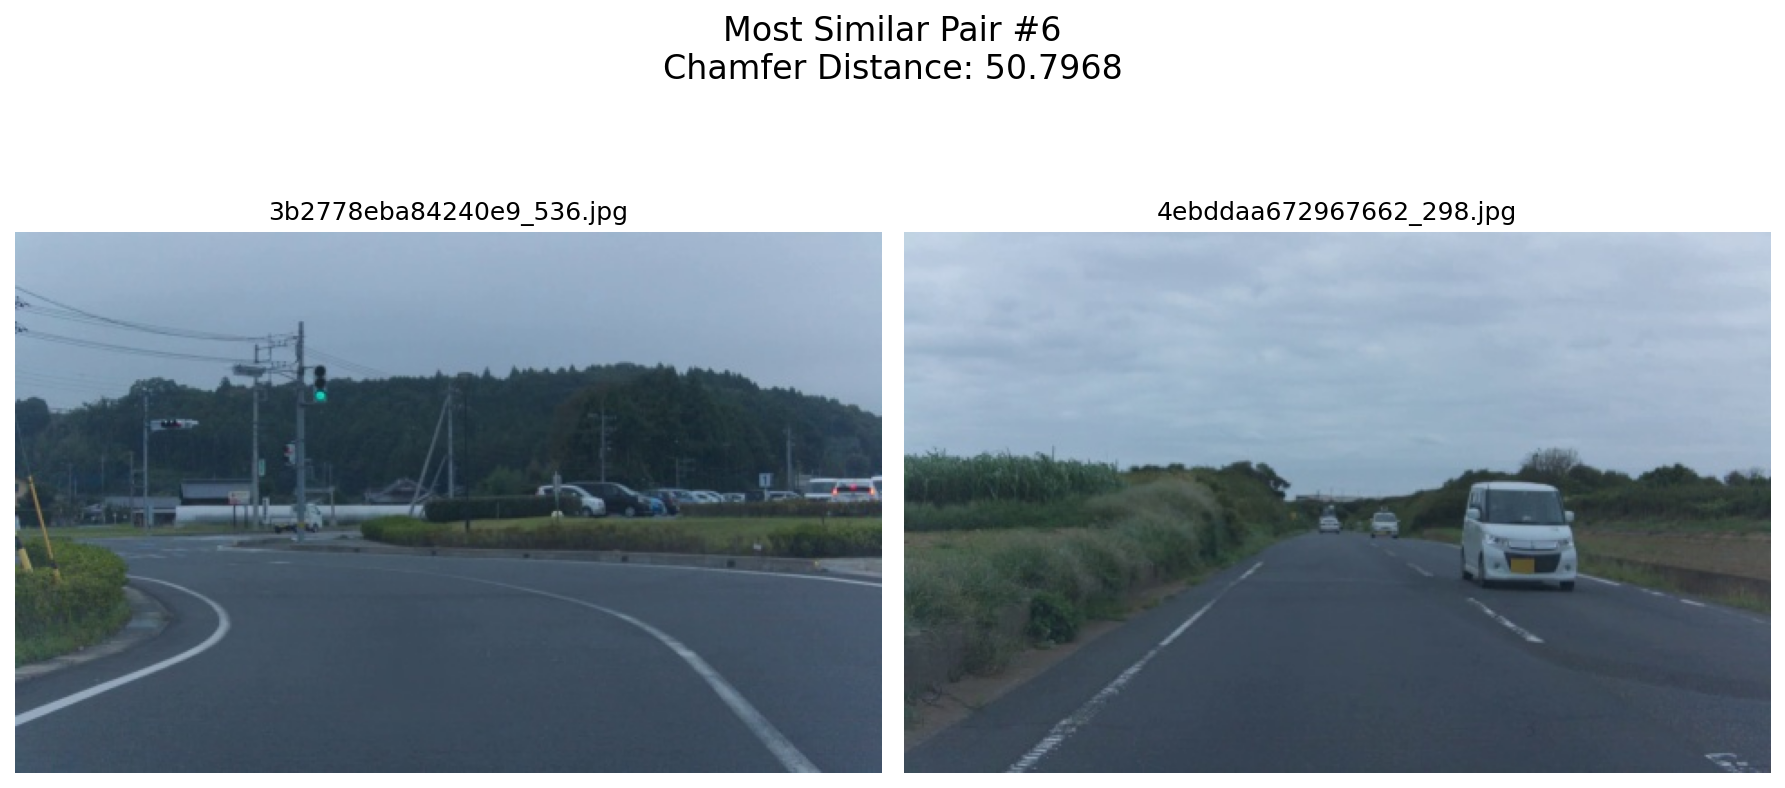 Most Similar Pair #6
Chamfer Distance: 50.7968
3b2778eba84240e9_536.jpg
4ebddaa672967662_298.jpg